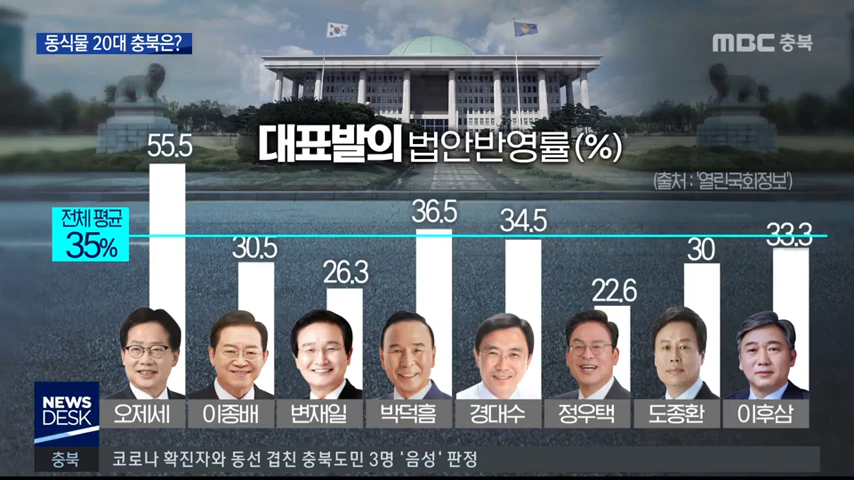 동식물 20대 충북은?
MBC 충북
대표발의 법안반영률(%)
(출처 : '열린국회정보')
전체 평균
35%
55.5
30.5
26.3
36.5
34.5
22.6
30
33.3
오제세
이종배
변재일
박덕흠
경대수
정우택
도종환
이후삼
NEWS
DESK
충북
코로나 확진자와 동선 겹친 충북도민 3명 '음성' 판정